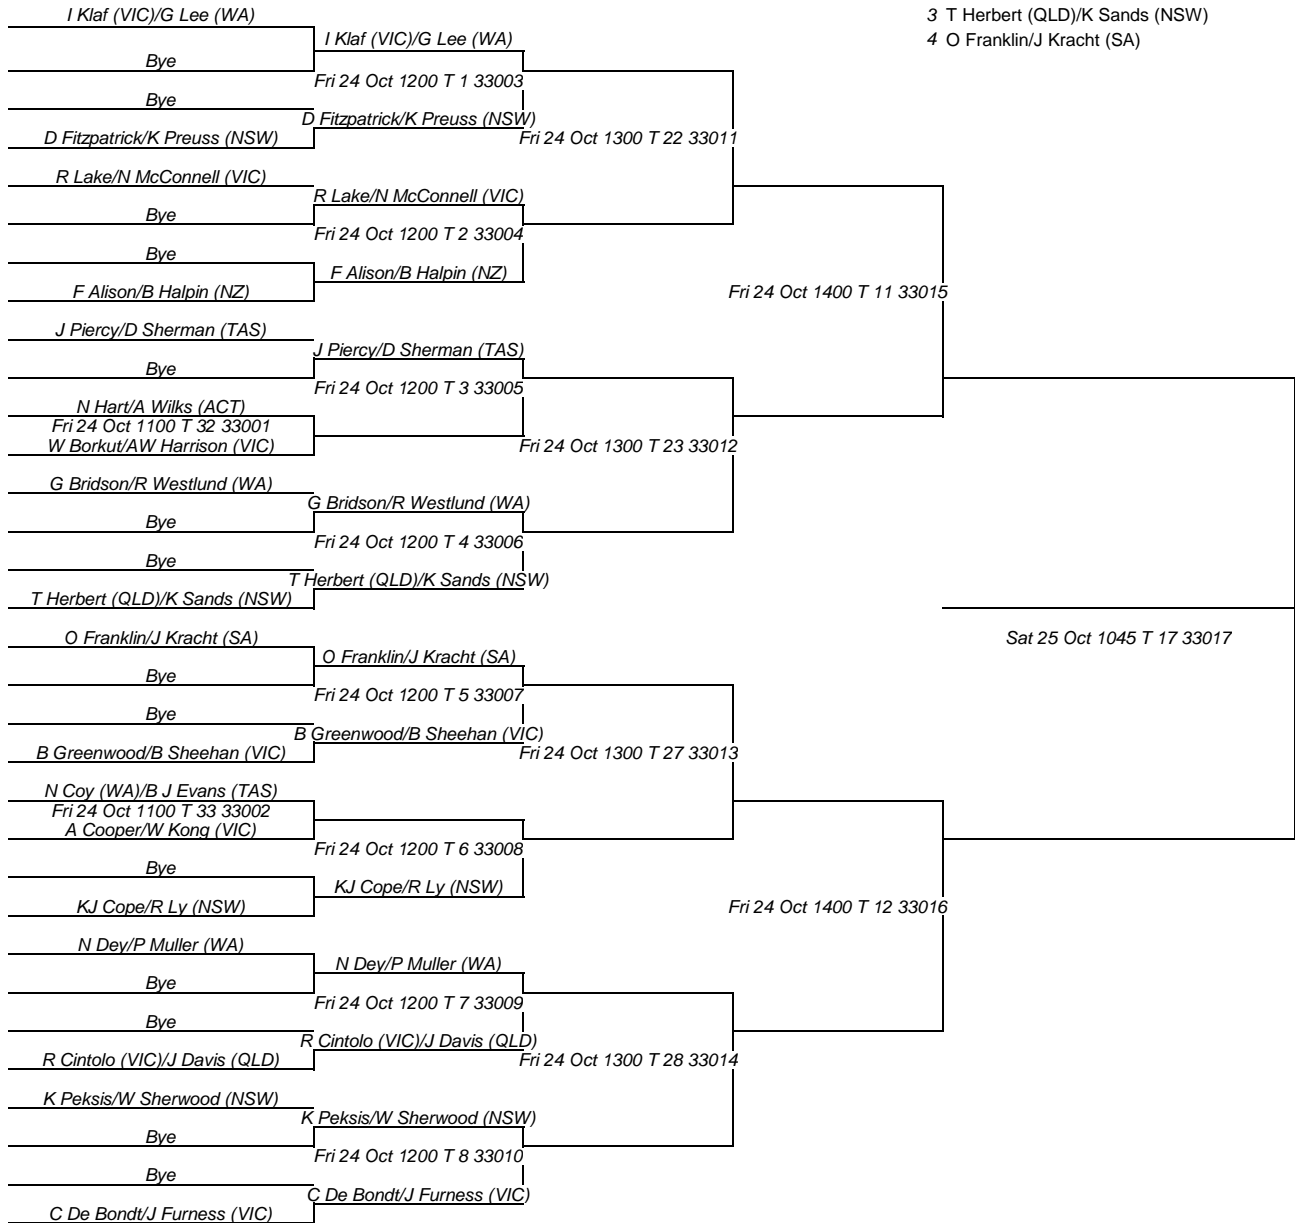 I Klaf (VIC)/G Lee (WA)
3 T Herbert (QLD)/K Sands (NSW)
I Klaf (VIC)/G Lee (WA)
4 O Franklin/J Kracht (SA)
Bye
Fri 24 Oct 1200 T 1 33003
Bye
D Fitzpatrick/K Preuss (NSW)
D Fitzpatrick/K Preuss (NSW)
Fri 24 Oct 1300 T 22 33011
R Lake/N McConnell (VIC)
R Lake/N McConnell (VIC)
Bye
Fri 24 Oct 1200 T 2 33004
Bye
F Alison/B Halpin (NZ)
F Alison/B Halpin (NZ)
Fri 24 Oct 1400 T 11 33015
J Piercy/D Sherman (TAS)
J Piercy/D Sherman (TAS)
Bye
Fri 24 Oct 1200 T 3 33005
N Hart/A Wilks (ACT)
Fri 24 Oct 1100 T 32 33001
W Borkut/AW Harrison (VIC)
Fri 24 Oct 1300 T 23 33012
G Bridson/R Westlund (WA)
G Bridson/R Westlund (WA)
Bye
Fri 24 Oct 1200 T 4 33006
Bye
T Herbert (QLD)/K Sands (NSW)
T Herbert (QLD)/K Sands (NSW)
O Franklin/J Kracht (SA)
Sat 25 Oct 1045 T 17 33017
O Franklin/J Kracht (SA)
Bye
Fri 24 Oct 1200 T 5 33007
Bye
B Greenwood/B Sheehan (VIC)
B Greenwood/B Sheehan (VIC)
Fri 24 Oct 1300 T 27 33013
N Coy (WA)/B J Evans (TAS)
Fri 24 Oct 1100 T 33 33002
A Cooper/W Kong (VIC)
Fri 24 Oct 1200 T 6 33008
Bye
KJ Cope/R Ly (NSW)
KJ Cope/R Ly (NSW)
Fri 24 Oct 1400 T 12 33016
N Dey/P Muller (WA)
N Dey/P Muller (WA)
Bye
Fri 24 Oct 1200 T 7 33009
Bye
R Cintolo (VIC)/J Davis (QLD)
R Cintolo (VIC)/J Davis (QLD)
Fri 24 Oct 1300 T 28 33014
K Peksis/W Sherwood (NSW)
K Peksis/W Sherwood (NSW)
Bye
Fri 24 Oct 1200 T 8 33010
Bye
C De Bondt/J Furness (VIC)
C De Bondt/J Furness (VIC)